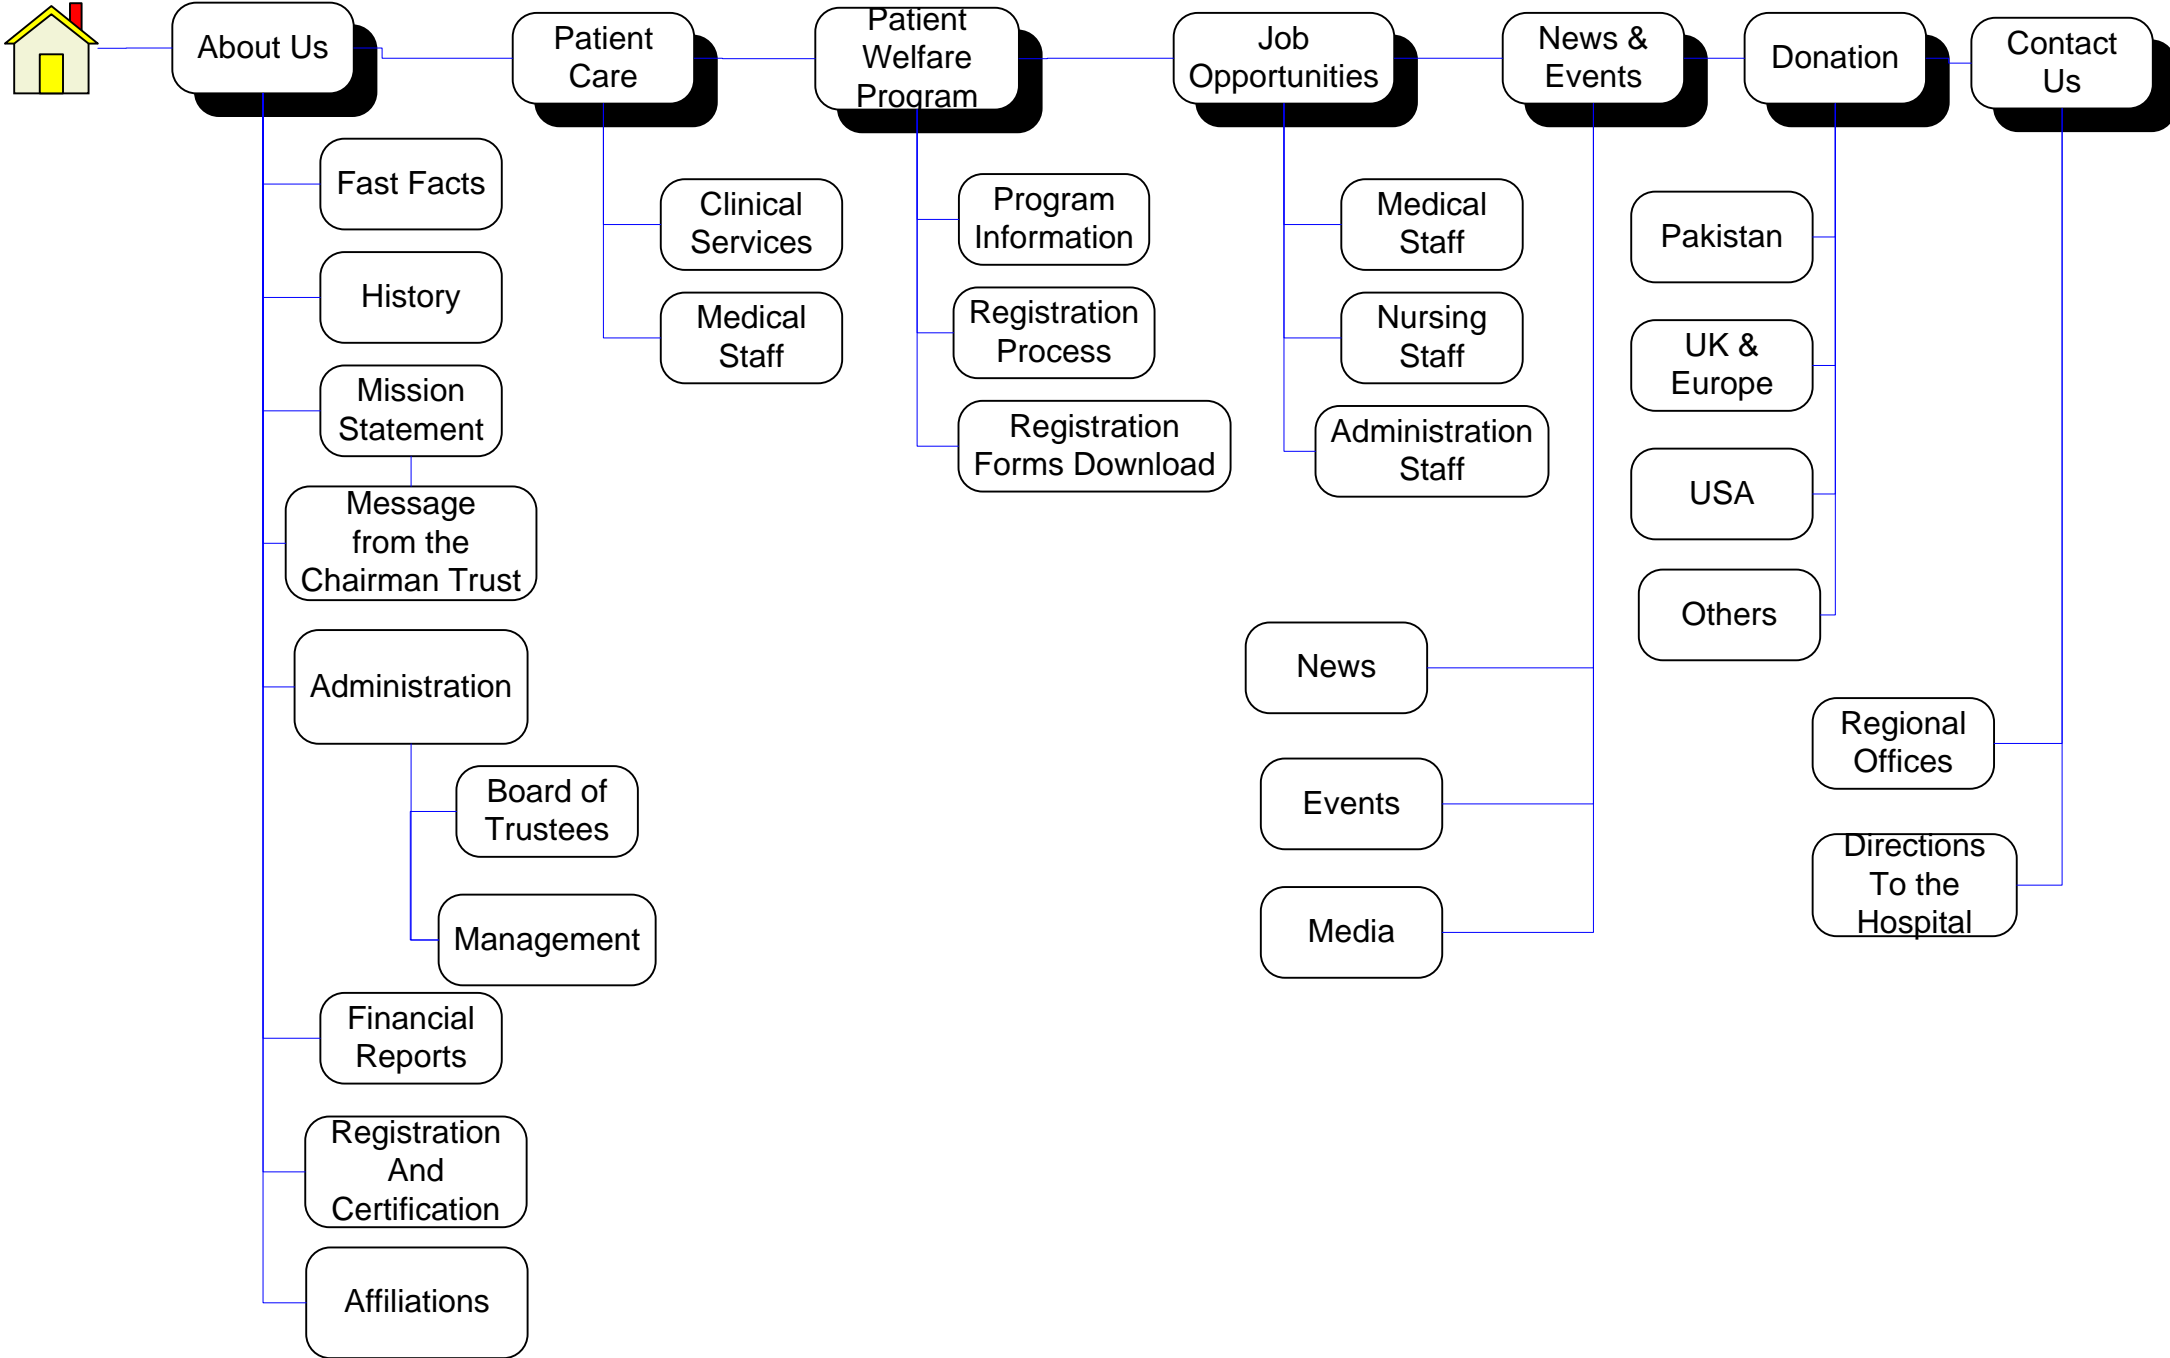 About Us
Patient
Care
Patient
Welfare
Program
Job
Opportunities
News &
Events
Donation
Contact
Us
Fast Facts
History
Mission
Statement
Message
from the
Chairman Trust
Administration
Board of
Trustees
Management
Financial
Reports
Registration
And
Certification
Affiliations
Clinical
Services
Medical
Staff
Program
Information
Registration
Process
Registration
Forms Download
Medical
Staff
Nursing
Staff
Administration
Staff
News
Events
Media
Pakistan
UK &
Europe
USA
Others
Regional
Offices
Directions
To the
Hospital